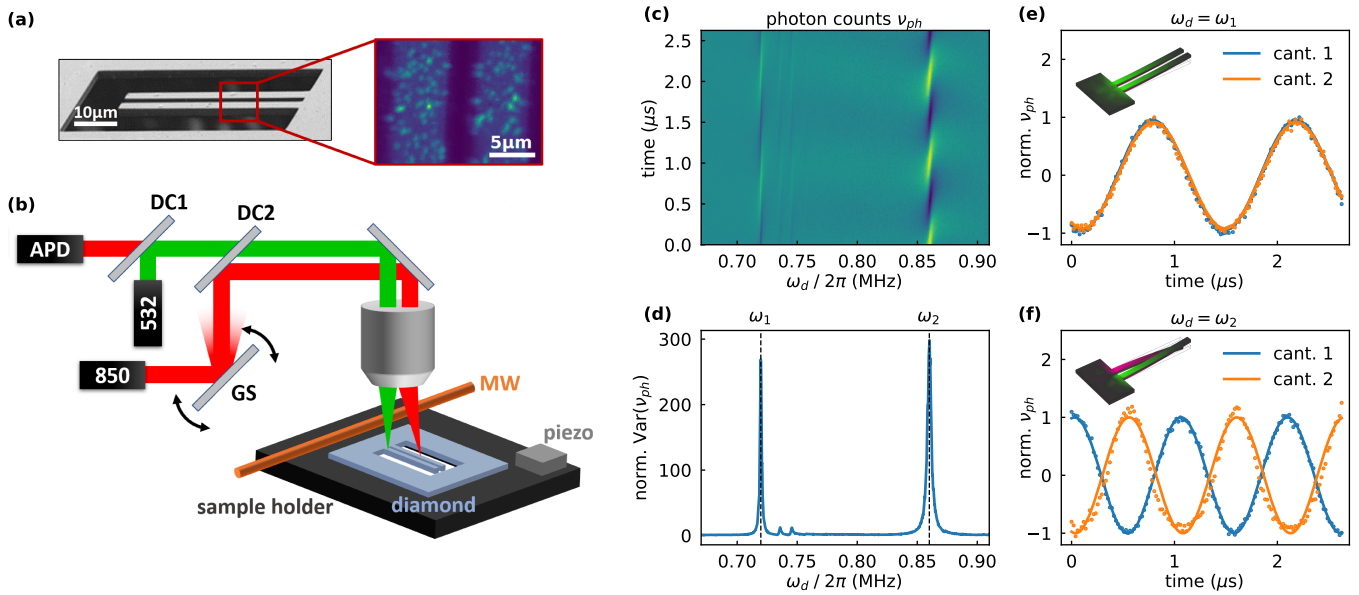 (a)
10μm
5μm
(b)
DC1
DC2
APD
532
850
GS
MW
piezo
sample holder
diamond
(c)
photon counts ν_ph
2.5
2.0
1.5
1.0
0.5
0.0
time (μs)
0.70
0.75
0.80
0.85
0.90
ω_d / 2π (MHz)
(d)
ω₁
ω₂
300
200
100
0
norm. Var(ν_ph)
0.70
0.75
0.80
0.85
0.90
ω_d / 2π (MHz)
(e)
ω_d = ω₁
cant. 1
cant. 2
2
1
0
−1
norm. ν_ph
0
1
2
time (μs)
(f)
ω_d = ω₂
cant. 1
cant. 2
2
1
0
−1
norm. ν_ph
0
1
2
time (μs)